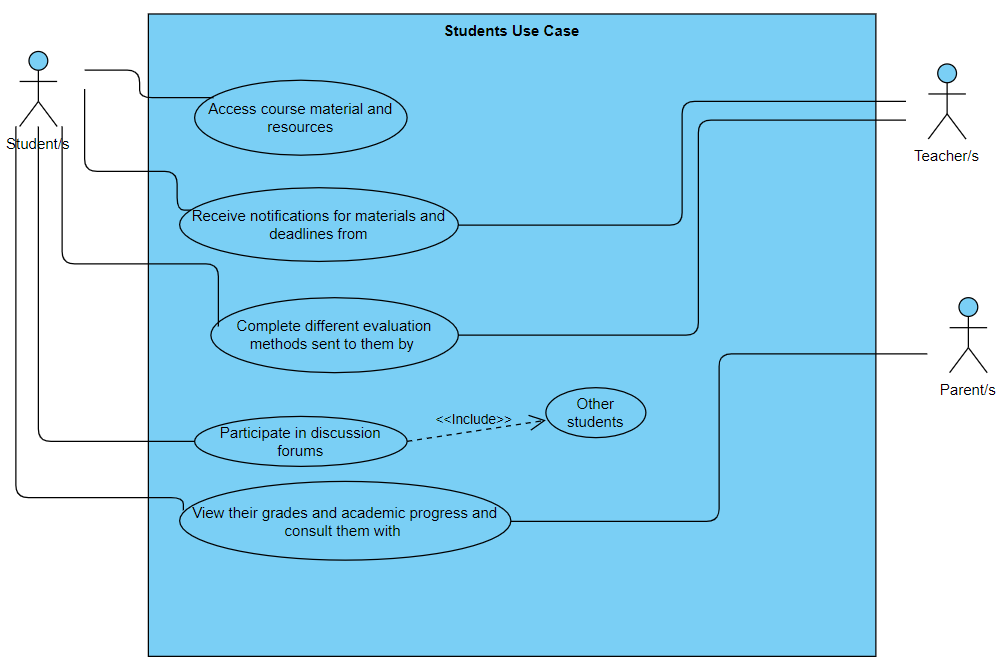 Students Use Case
Student/s
Access course material and
resources
Teacher/s
Receive notifications for materials and
deadlines from
Complete different evaluation
methods sent to them by
Parent/s
Participate in discussion
forums
<<Include>>
Other
students
View their grades and academic progress and
consult them with